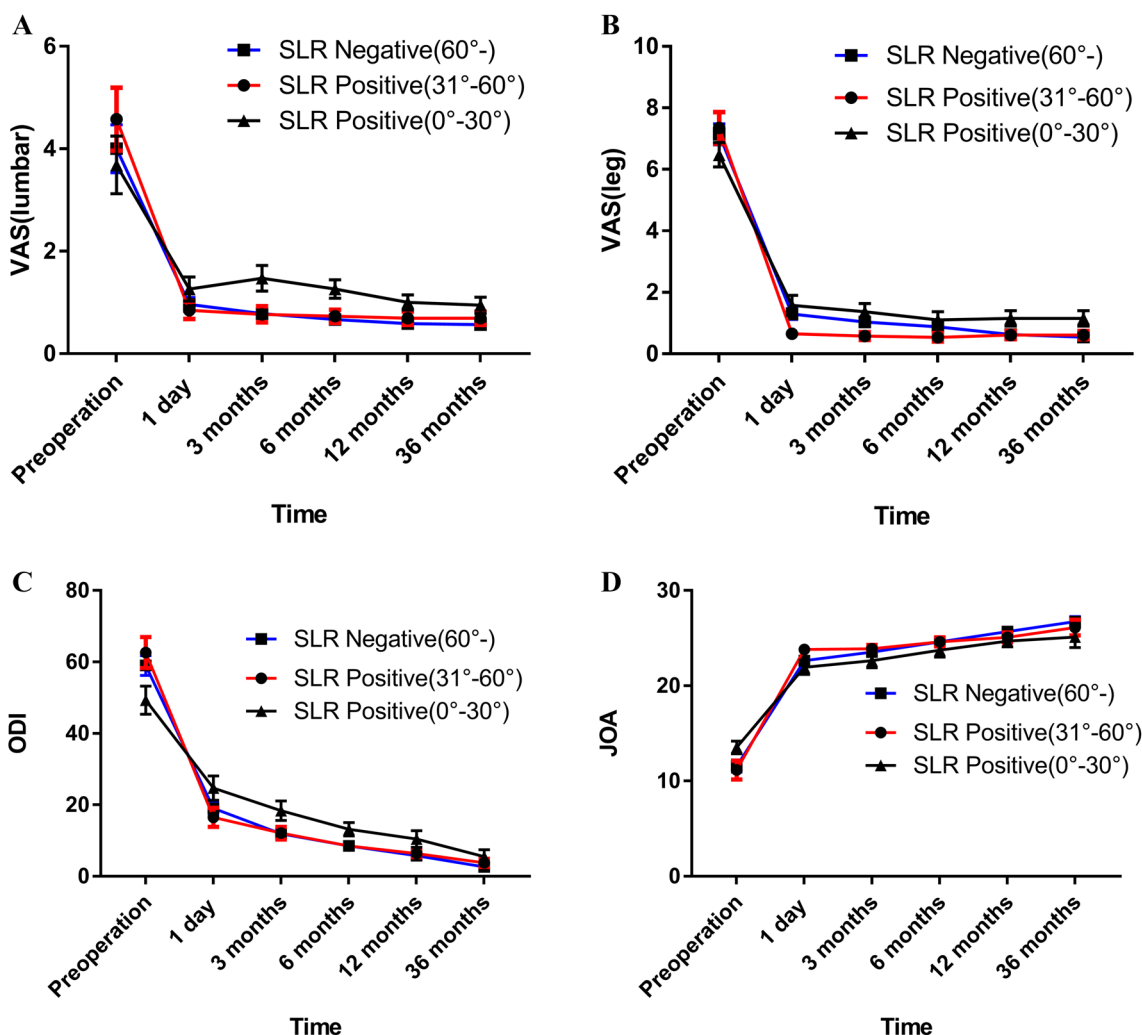 A
VAS(lumbar)
6
4
2
0
SLR Negative(60°-)
SLR Positive(31°-60°)
SLR Positive(0°-30°)
Preoperation
1 day
3 months
6 months
12 months
36 months
Time
B
VAS(leg)
10
8
6
4
2
0
SLR Negative(60°-)
SLR Positive(31°-60°)
SLR Positive(0°-30°)
Preoperation
1 day
3 months
6 months
12 months
36 months
Time
C
ODI
80
60
40
20
0
SLR Negative(60°-)
SLR Positive(31°-60°)
SLR Positive(0°-30°)
Preoperation
1 day
3 months
6 months
12 months
36 months
Time
D
JOA
30
20
10
0
SLR Negative(60°-)
SLR Positive(31°-60°)
SLR Positive(0°-30°)
Preoperation
1 day
3 months
6 months
12 months
36 months
Time